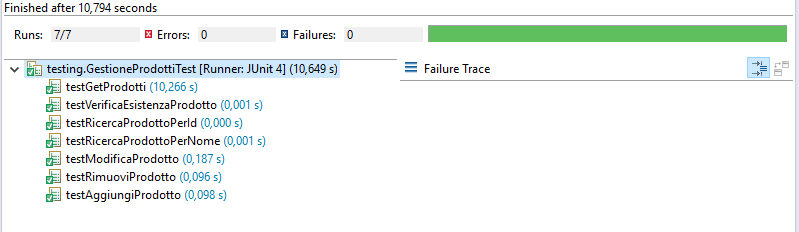 Finished after 10,794 seconds
Runs: 7/7 Errors: 0 Failures: 0
testing.GestioneProdottiTest [Runner: JUnit 4] (10,649 s)
Failure Trace
testGetProdotti (10,266 s)
testVerificaEsistenzaProdotto (0,001 s)
testRicercaProdottoPerId (0,000 s)
testRicercaProdottoPerNome (0,001 s)
testModificaProdotto (0,187 s)
testRimuoviProdotto (0,096 s)
testAggiungiProdotto (0,098 s)